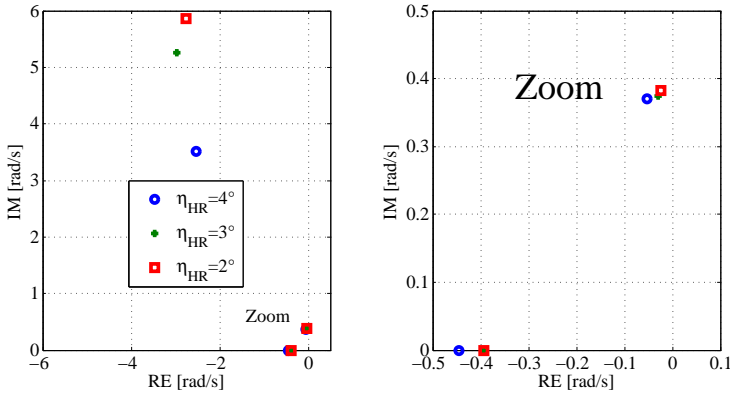 6
5
4
3
2
1
0
−6
−4
−2
0
IM [rad/s]
RE [rad/s]
η_HR=4°
η_HR=3°
η_HR=2°
Zoom
0.5
0.4
0.3
0.2
0.1
0
−0.5
−0.4
−0.3
−0.2
−0.1
0
0.1
IM [rad/s]
RE [rad/s]
Zoom